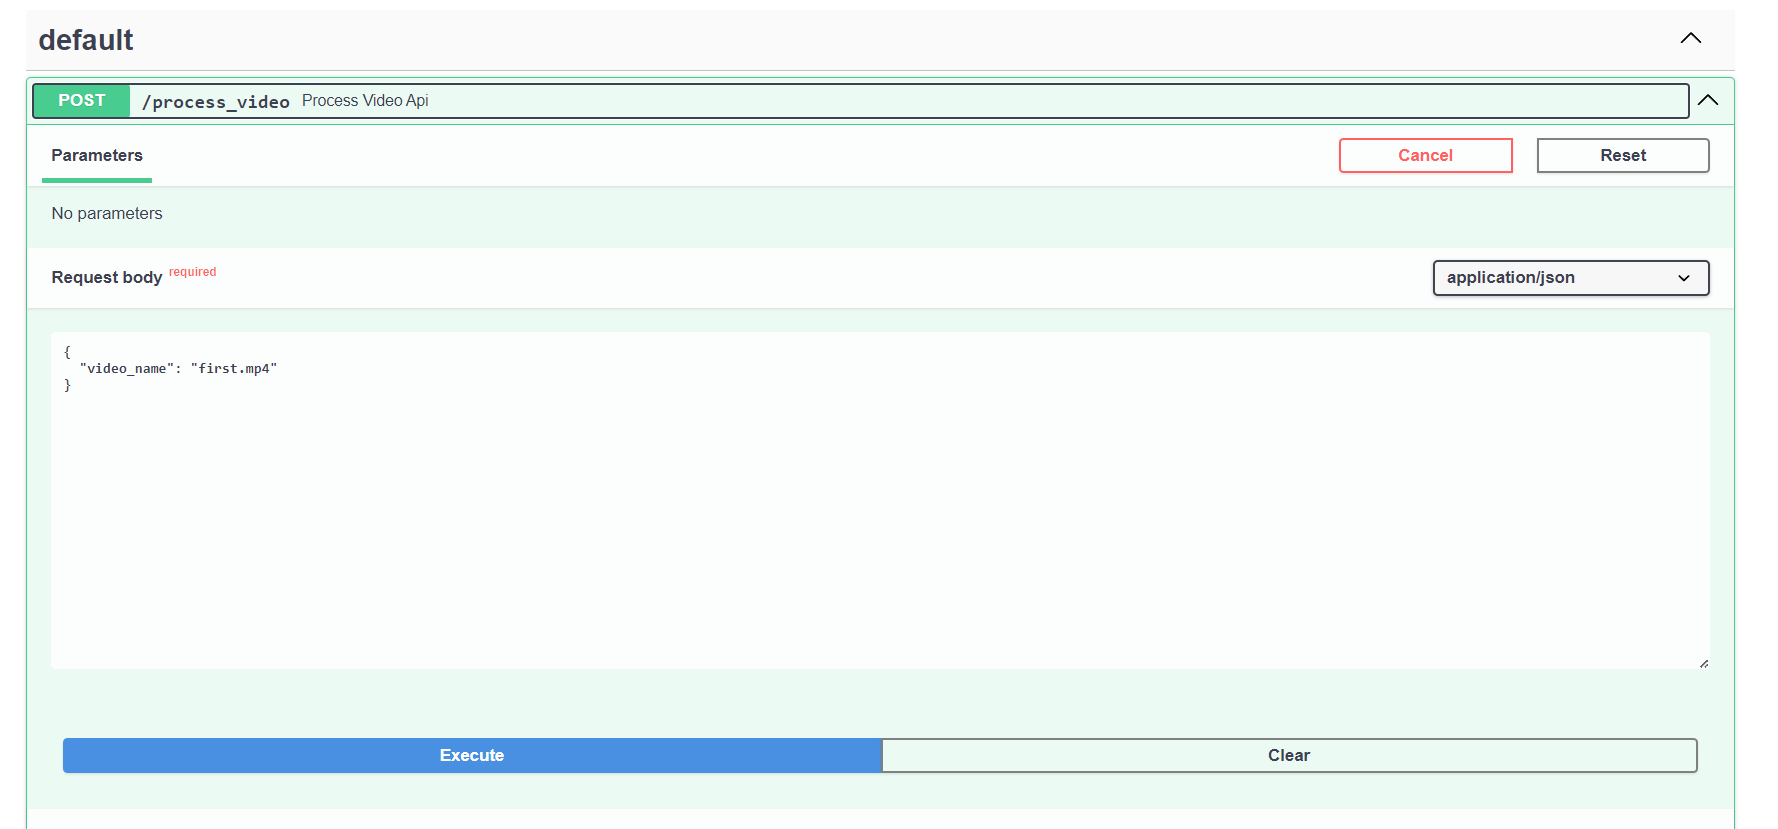 default
POST /process_video Process Video Api
Parameters
Cancel
Reset
No parameters
Request body required
application/json
{
  "video_name": "first.mp4"
}
Execute
Clear